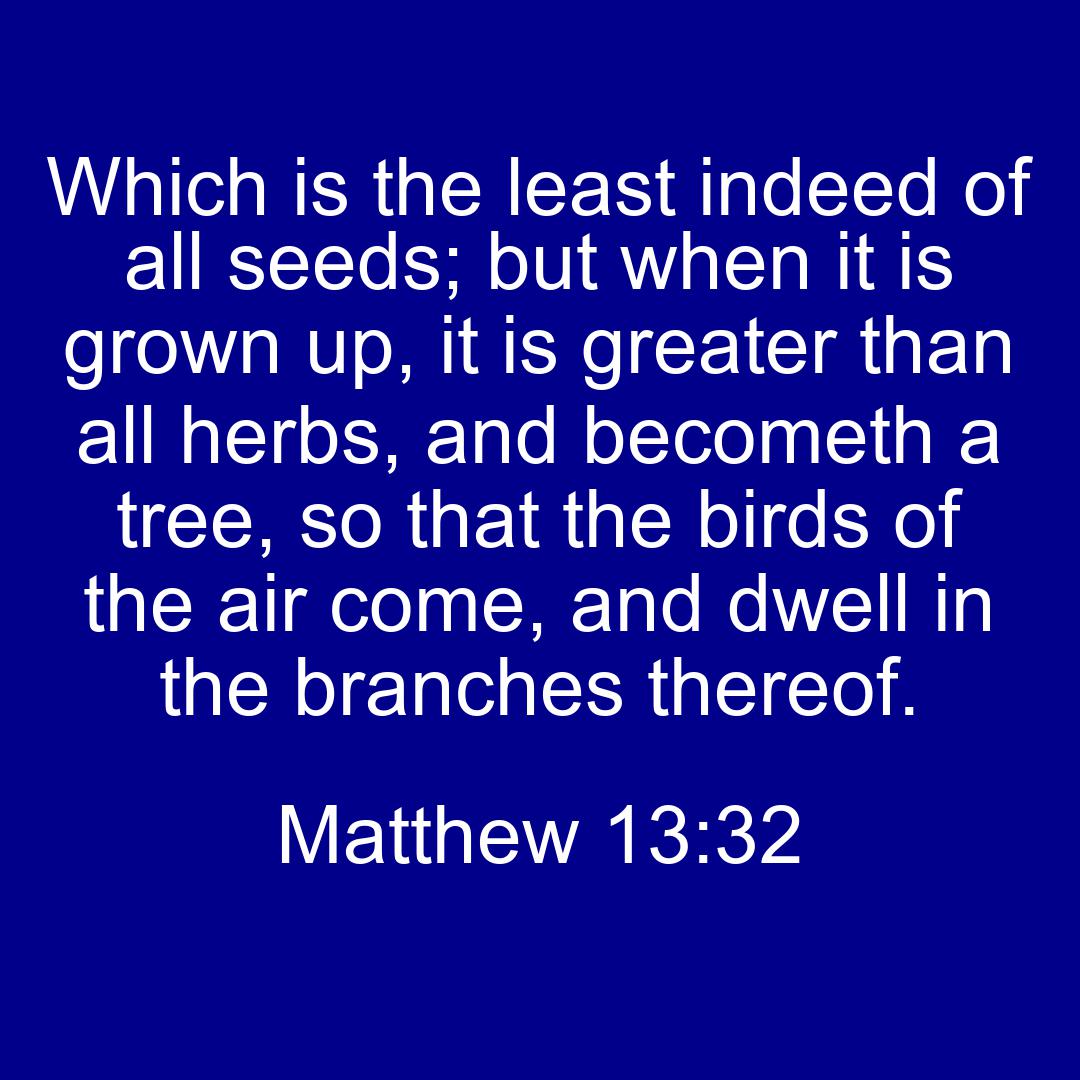 Which is the least indeed of
all seeds; but when it is
grown up, it is greater than
all herbs, and becometh a
tree, so that the birds of
the air come, and dwell in
the branches thereof.
Matthew 13:32